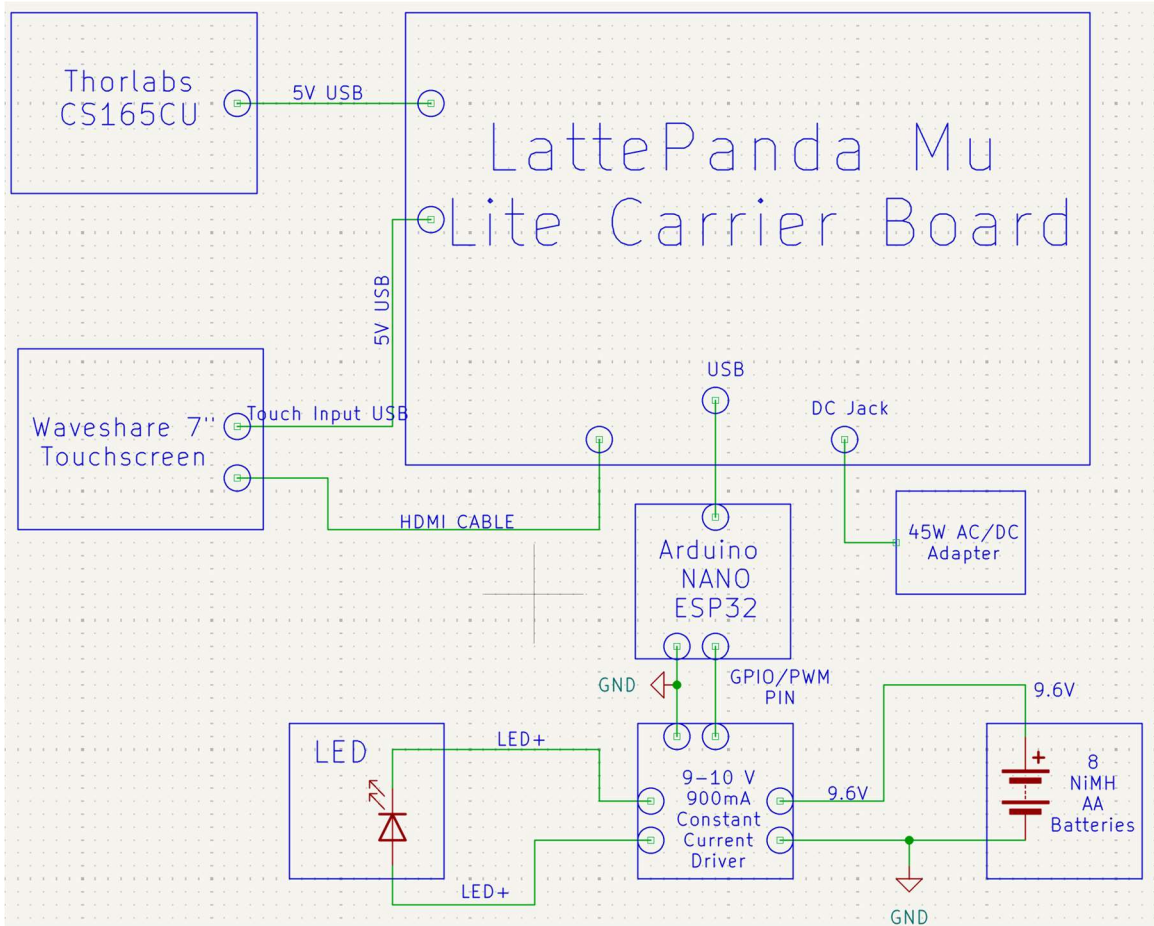 Thorlabs
CS165CU
5V USB
LattePanda Mu
Lite Carrier Board
5V USB
Waveshare 7"
Touchscreen
Touch Input USB
HDMI CABLE
USB
DC Jack
45W AC/DC
Adapter
Arduino
NANO
ESP32
GND
GPIO/PWM
PIN
LED
LED+
LED+
9-10 V
900mA
Constant
Current
Driver
9.6V
9.6V
+
8
NiMH
AA
Batteries
GND